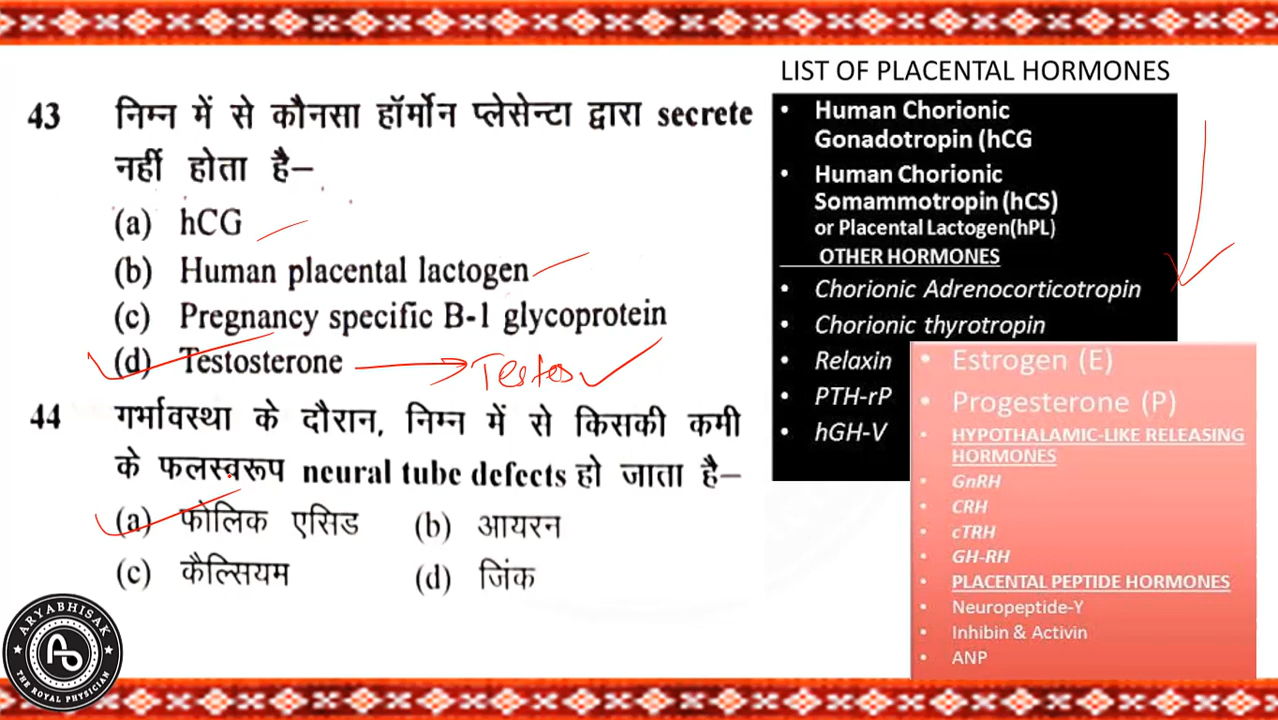 43 निम्न में से कौनसा हॉर्मोन प्लेसेन्टा द्वारा secrete
नहीं होता है–
(a) hCG
(b) Human placental lactogen
(c) Pregnancy specific B-1 glycoprotein
(d) Testosterone → Testes
44 गर्भावस्था के दौरान, निम्न में से किसकी कमी
के फलस्वरूप neural tube defects हो जाता है–
(a) फोलिक एसिड (b) आयरन
(c) कैल्सियम (d) जिंक
LIST OF PLACENTAL HORMONES
• Human Chorionic
Gonadotropin (hCG
• Human Chorionic
Somammotropin (hCS)
or Placental Lactogen(hPL)
OTHER HORMONES
• Chorionic Adrenocorticotropin
• Chorionic thyrotropin
• Relaxin
• PTH-rP
• hGH-V
• Estrogen (E)
• Progesterone (P)
• HYPOTHALAMIC-LIKE RELEASING
HORMONES
• GnRH
• CRH
• cTRH
• GH-RH
• PLACENTAL PEPTIDE HORMONES
• Neuropeptide-Y
• Inhibin & Activin
• ANP
ARYABHISAK
THE ROYAL PHYSICIAN